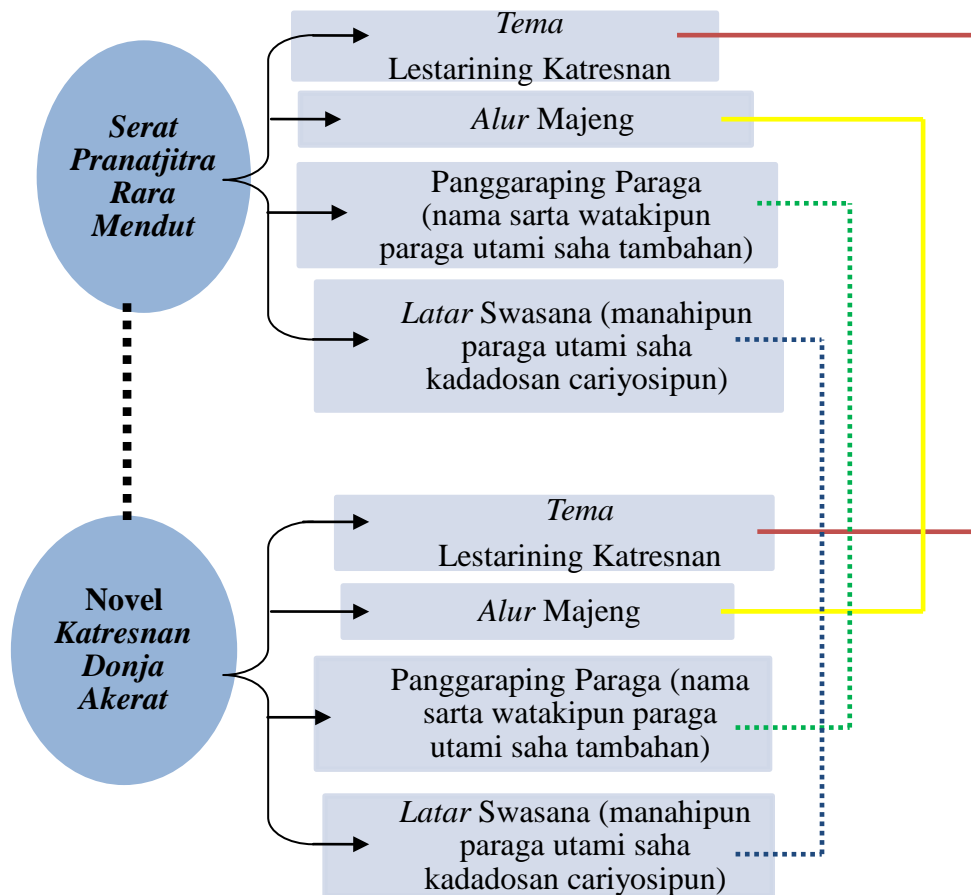 Serat
Pranatjitra
Rara
Mendut
Tema
Lestarining Katresnan
Alur Majeng
Panggaraping Paraga
(nama sarta watakipun
paraga utami saha tambahan)
Latar Swasana (manahipun
paraga utami saha
kadadosan cariyosipun)
Novel
Katresnan
Donja
Akerat
Tema
Lestarining Katresnan
Alur Majeng
Panggaraping Paraga (nama
sarta watakipun paraga
utami saha tambahan)
Latar Swasana (manahipun
paraga utami saha
kadadosan cariyosipun)